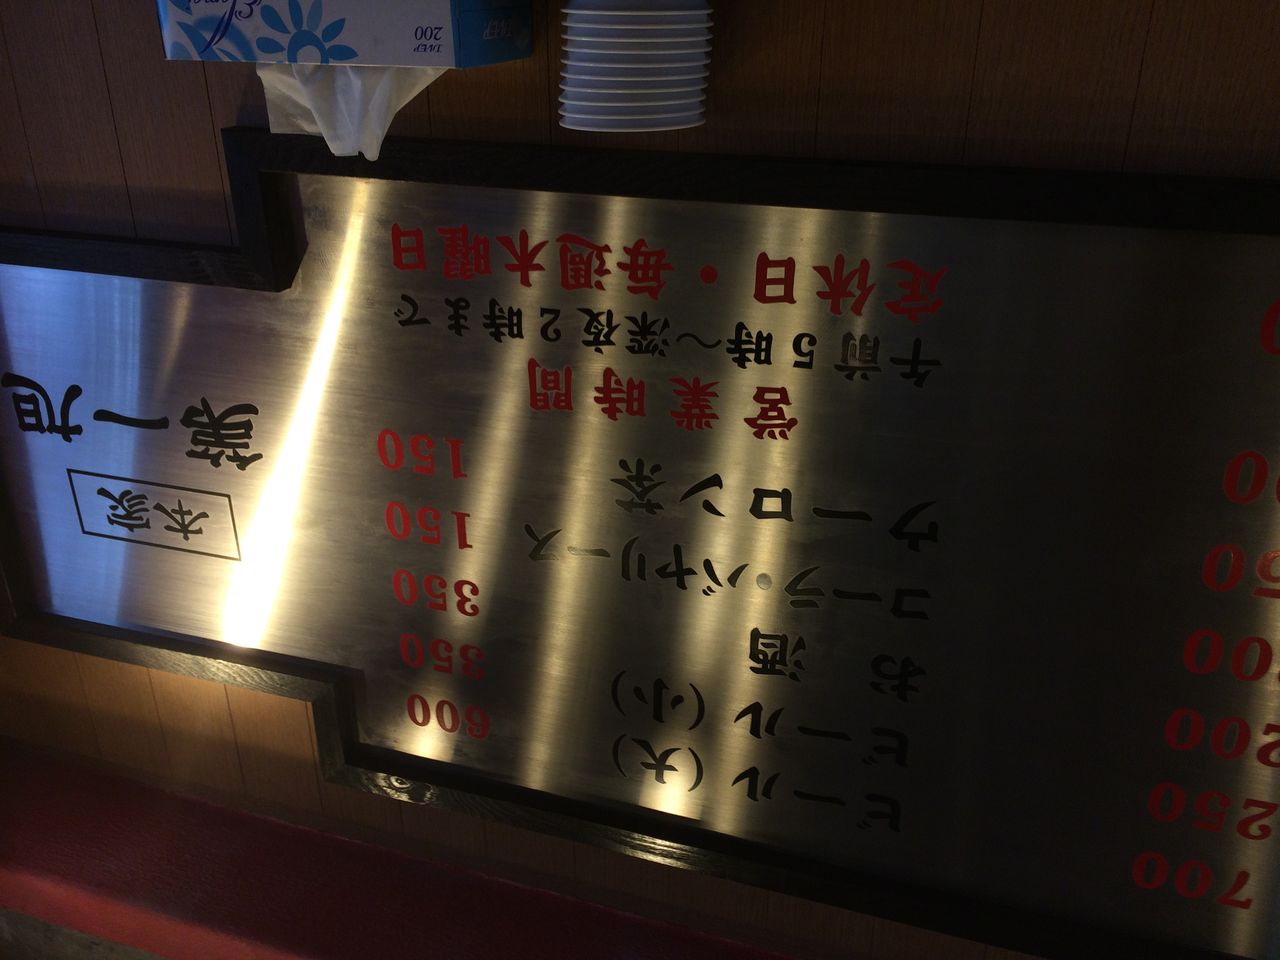 700
250
200
ビール(大) 600
ビール(小) 350
お酒 350
コーラ・バヤリース 150
ウーロン茶 150
営業時間
午前5時〜深夜2時まで
定休日・毎週木曜日
本家
第一旭
200